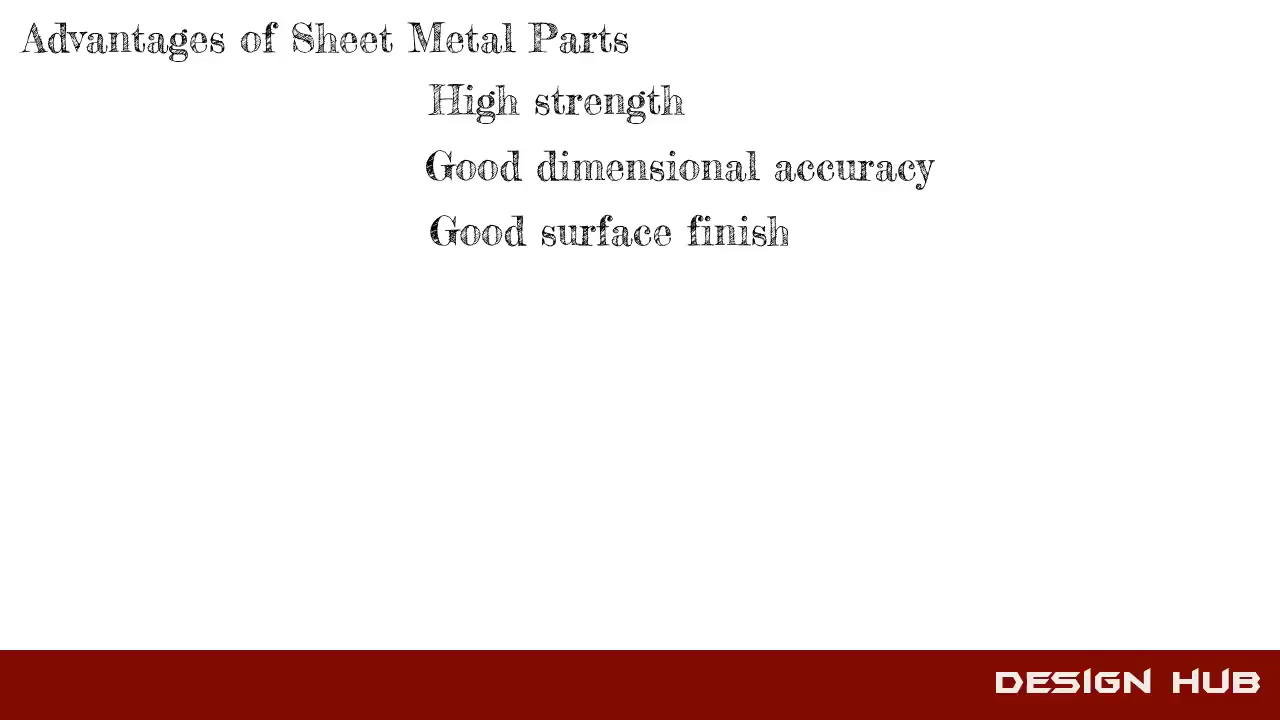 Advantages of Sheet Metal Parts
High strength
Good dimensional accuracy
Good surface finish
DESIGN HUB